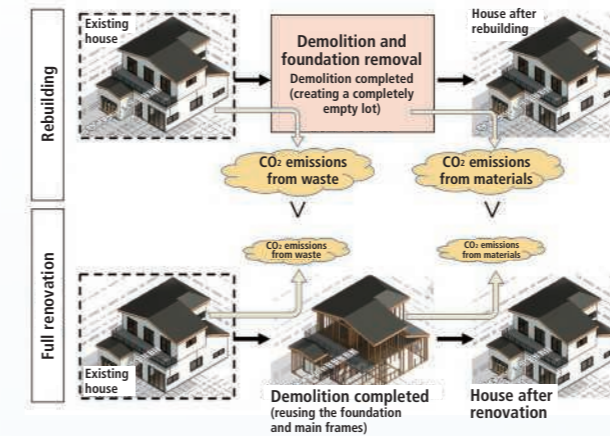 Rebuilding
Existing
house
Demolition and
foundation removal
Demolition completed
(creating a completely
empty lot)
House after
rebuilding
CO2 emissions
from waste
CO2 emissions
from materials
Full renovation
CO2 emissions
from waste
CO2 emissions
from materials
Existing
house
Demolition completed
(reusing the foundation
and main frames)
House after
renovation